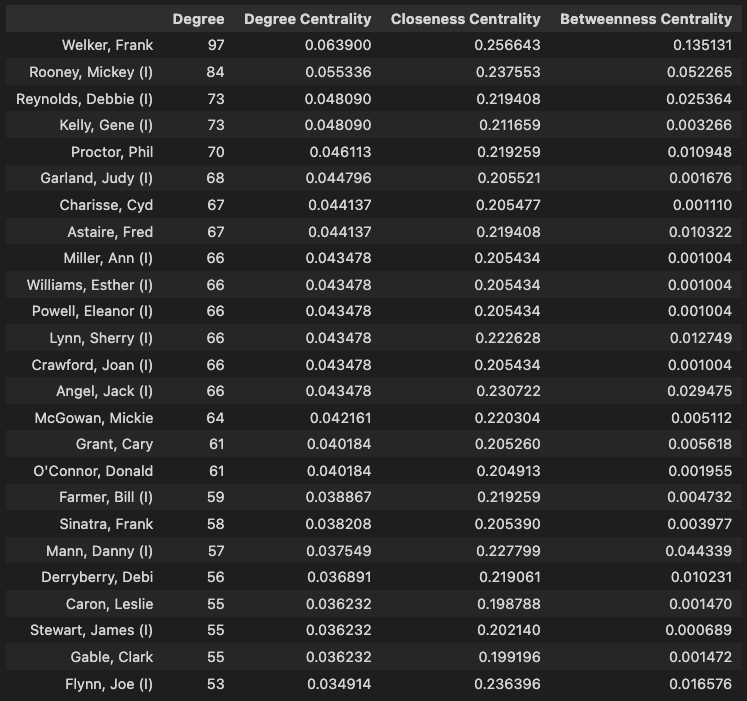 Degree Degree Centrality Closeness Centrality Betweenness Centrality
Welker, Frank 97 0.063900 0.256643 0.135131
Rooney, Mickey (I) 84 0.055336 0.237553 0.052265
Reynolds, Debbie (I) 73 0.048090 0.219408 0.025364
Kelly, Gene (I) 73 0.048090 0.211659 0.003266
Proctor, Phil 70 0.046113 0.219259 0.010948
Garland, Judy (I) 68 0.044796 0.205521 0.001676
Charisse, Cyd 67 0.044137 0.205477 0.001110
Astaire, Fred 67 0.044137 0.219408 0.010322
Miller, Ann (I) 66 0.043478 0.205434 0.001004
Williams, Esther (I) 66 0.043478 0.205434 0.001004
Powell, Eleanor (I) 66 0.043478 0.205434 0.001004
Lynn, Sherry (I) 66 0.043478 0.222628 0.012749
Crawford, Joan (I) 66 0.043478 0.205434 0.001004
Angel, Jack (I) 66 0.043478 0.230722 0.029475
McGowan, Mickie 64 0.042161 0.220304 0.005112
Grant, Cary 61 0.040184 0.205260 0.005618
O'Connor, Donald 61 0.040184 0.204913 0.001955
Farmer, Bill (I) 59 0.038867 0.219259 0.004732
Sinatra, Frank 58 0.038208 0.205390 0.003977
Mann, Danny (I) 57 0.037549 0.227799 0.044339
Derryberry, Debi 56 0.036891 0.219061 0.010231
Caron, Leslie 55 0.036232 0.198788 0.001470
Stewart, James (I) 55 0.036232 0.202140 0.000689
Gable, Clark 55 0.036232 0.199196 0.001472
Flynn, Joe (I) 53 0.034914 0.236396 0.016576